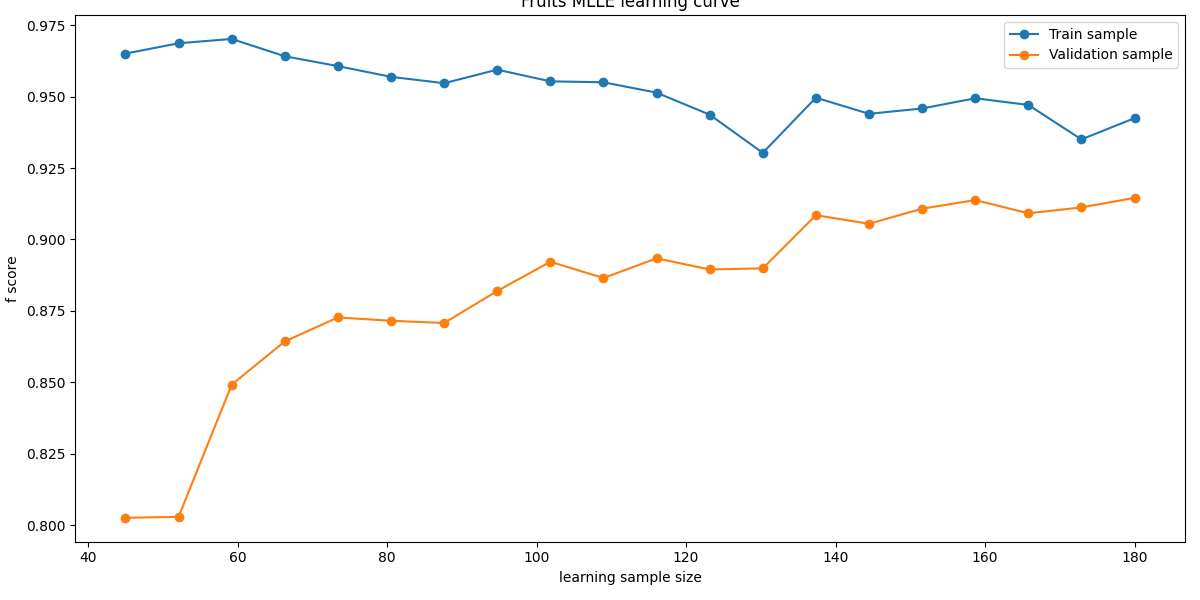 Fruits MLLE learning curve
Train sample
Validation sample
0.975
0.950
0.925
0.900
0.875
0.850
0.825
0.800
f score
40 60 80 100 120 140 160 180
learning sample size